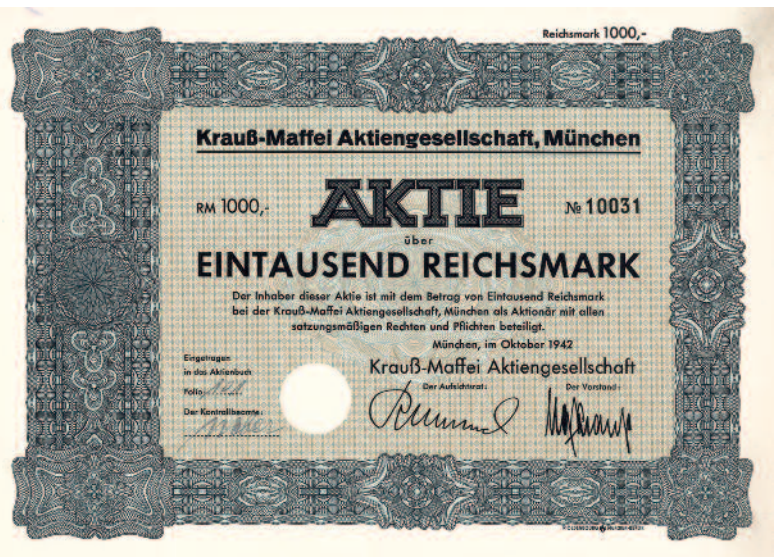 Reichsmark 1000,-
Krauß-Maffei Aktiengesellschaft, München
RM 1000,-
AKTIE
№ 10031
über
EINTAUSEND REICHSMARK
Der Inhaber dieser Aktie ist mit dem Betrag von Eintausend Reichsmark
bei der Krauß-Maffei Aktiengesellschaft, München als Aktionär mit allen
satzungsmäßigen Rechten und Pflichten beteiligt.
München, im Oktober 1942
Krauß-Maffei Aktiengesellschaft
Eingetragen
in das Aktienbuch
Folio
Der Kontrollbeamte:
Der Aufsichtsrat:
Der Vorstand: